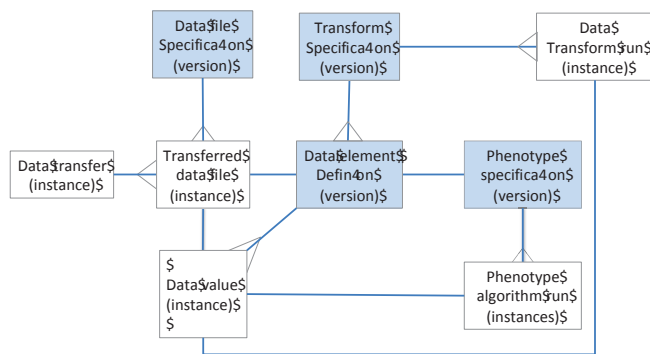 Data$file$
Specifica4on$
(version)$
Transform$
Specifica4on$
(version)$
Data$
Transform$run$
(instance)$
Data$transfer$
(instance)$
Transferred$
data$file$
(instance)$
Data$element$$
Defin4on$
(version)$
Phenotype$
specifica4on$
(version)$
$
Data$value$
(instance)$
$
Phenotype$
algorithm$run$
(instances)$